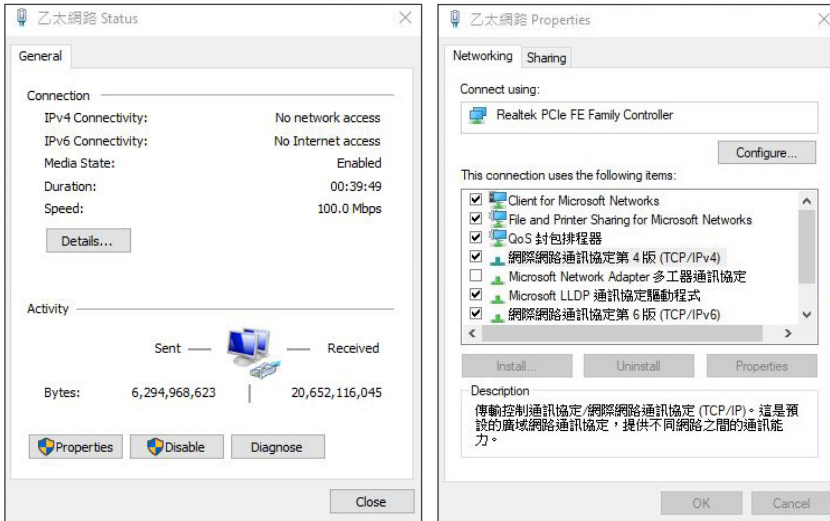 乙太網路 Status
General
Connection
IPv4 Connectivity: No network access
IPv6 Connectivity: No Internet access
Media State: Enabled
Duration: 00:39:49
Speed: 100.0 Mbps
Details...
Activity
Sent Received
Bytes: 6,294,968,623 20,652,116,045
Properties Disable Diagnose
Close
乙太網路 Properties
Networking Sharing
Connect using:
Realtek PCIe FE Family Controller
Configure...
This connection uses the following items:
Client for Microsoft Networks
File and Printer Sharing for Microsoft Networks
QoS 封包排程器
網際網路通訊協定第 4 版 (TCP/IPv4)
Microsoft Network Adapter 多工器通訊協定
Microsoft LLDP 通訊協定驅動程式
網際網路通訊協定第 6 版 (TCP/IPv6)
Install... Uninstall Properties
Description
傳輸控制通訊協定/網際網路通訊協定 (TCP/IP)。這是預
設的廣域網路通訊協定，提供不同網路之間的通訊能
力。
OK Cancel